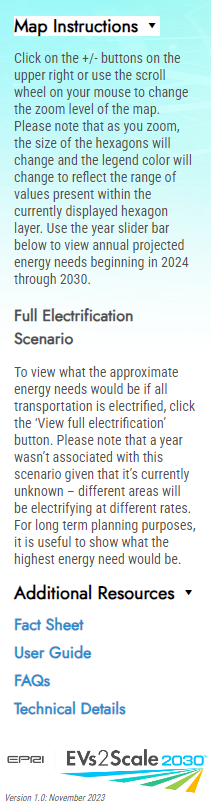 Map Instructions
Click on the +/- buttons on the
upper right or use the scroll
wheel on your mouse to change
the zoom level of the map.
Please note that as you zoom,
the size of the hexagons will
change and the legend color will
change to reflect the range of
values present within the
currently displayed hexagon
layer. Use the year slider bar
below to view annual projected
energy needs beginning in 2024
through 2030.
Full Electrification
Scenario
To view what the approximate
energy needs would be if all
transportation is electrified, click
the ‘View full electrification’
button. Please note that a year
wasn’t associated with this
scenario given that it’s currently
unknown – different areas will
be electrifying at different rates.
For long term planning purposes,
it is useful to show what the
highest energy need would be.
Additional Resources
Fact Sheet
User Guide
FAQs
Technical Details
EPRI EVs2Scale2030™
Version 1.0: November 2023